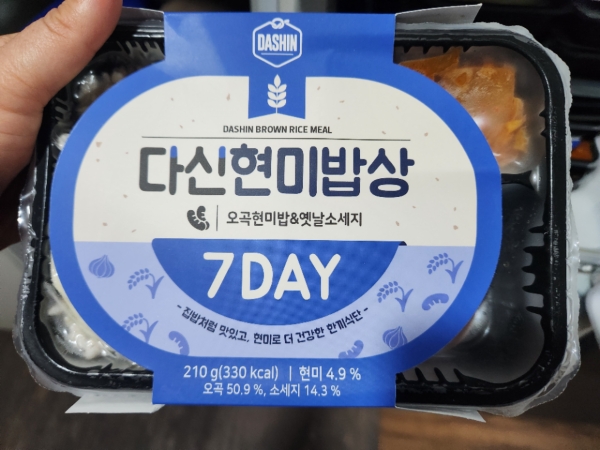 DASHIN
DASHIN BROWN RICE MEAL
다신현미밥상
오곡현미밥&옛날소세지
7DAY
- 집밥처럼 맛있고, 현미로 더 건강한 한끼식단 -
210 g(330 kcal) | 현미 4.9 %
오곡 50.9 %, 소세지 14.3 %